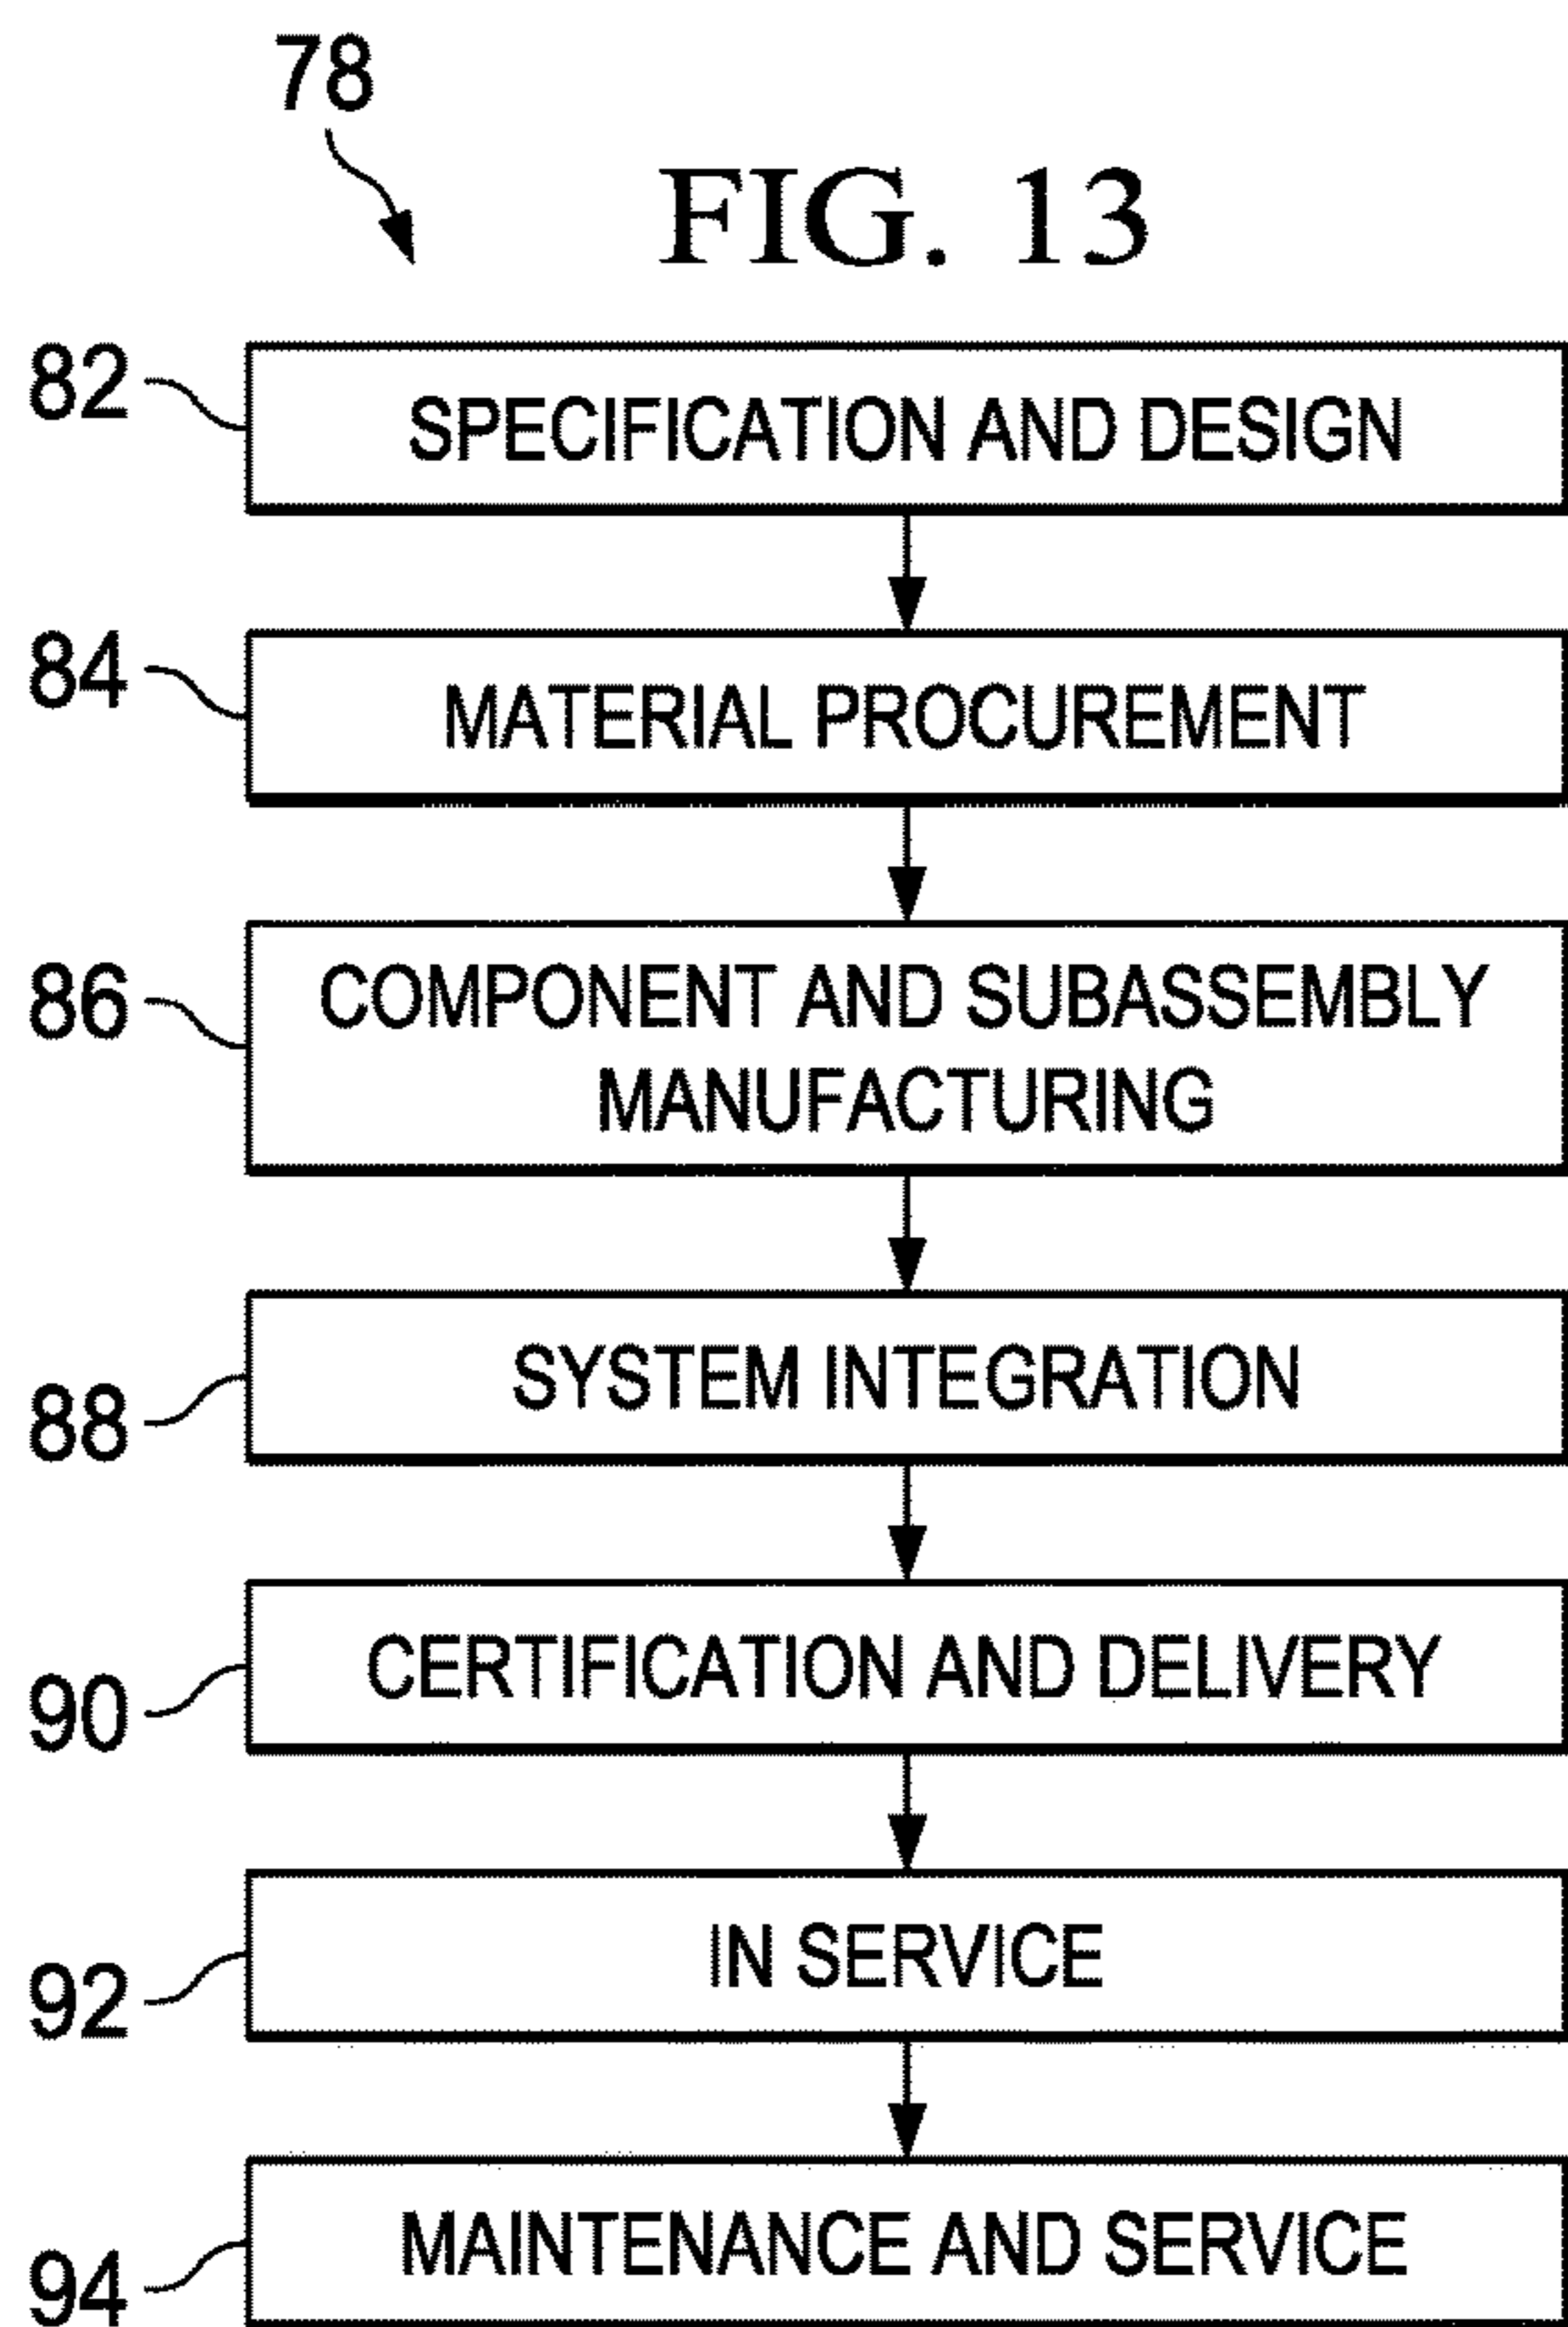 78
FIG. 13
82
SPECIFICATION AND DESIGN
84
MATERIAL PROCUREMENT
86
COMPONENT AND SUBASSEMBLY
MANUFACTURING
88
SYSTEM INTEGRATION
90
CERTIFICATION AND DELIVERY
92
IN SERVICE
94
MAINTENANCE AND SERVICE